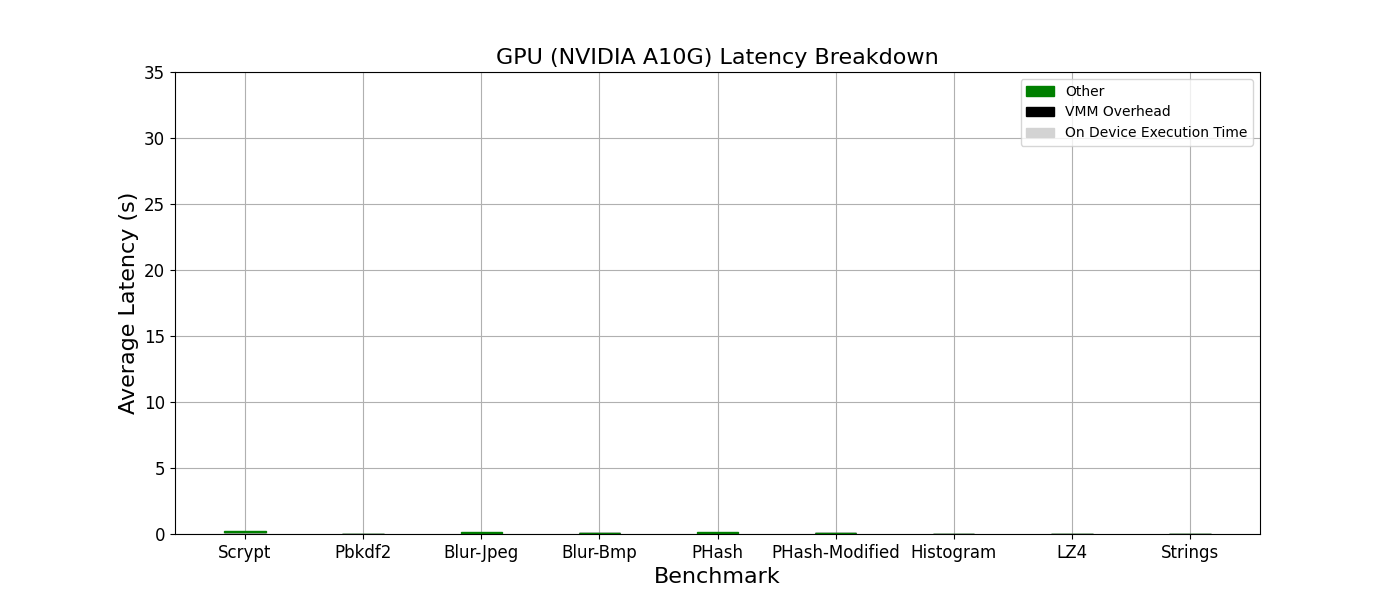 GPU (NVIDIA A10G) Latency Breakdown
35
30
25
20
15
10
5
0
Average Latency (s)
Other
VMM Overhead
On Device Execution Time
Scrypt Pbkdf2 Blur-Jpeg Blur-Bmp PHash PHash-Modified Histogram LZ4 Strings
Benchmark